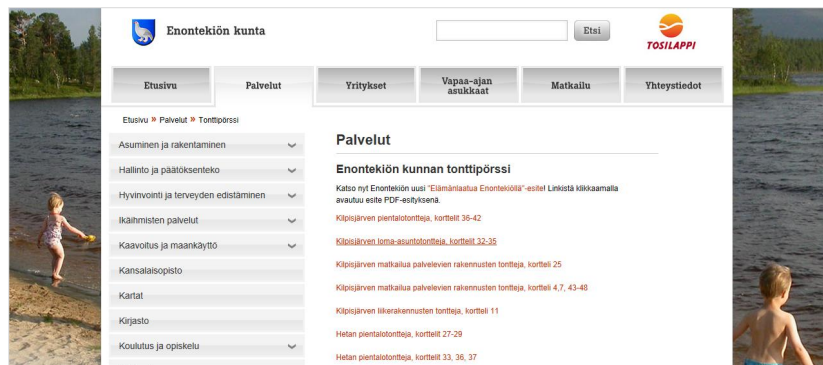 Enontekiön kunta
Etsi
TOSILAPPI
Etusivu
Palvelut
Yritykset
Vapaa-ajan
asukkaat
Matkailu
Yhteystiedot
Etusivu » Palvelut » Tonttipörssi
Asuminen ja rakentaminen
Hallinto ja päätöksenteko
Hyvinvointi ja terveyden edistäminen
Ikäihmisten palvelut
Kaavoitus ja maankäyttö
Kansalaisopisto
Kartat
Kirjasto
Koulutus ja opiskelu
Palvelut
Enontekiön kunnan tonttipörssi
Katso nyt Enontekiön uusi "Elämänlaatua Enontekiöllä"-esite! Linkistä klikkaamalla
avautuu esite PDF-esityksenä.
Kilpisjärven pientalotontteja, korttelit 36-42
Kilpisjärven loma-asuntotontteja, korttelit 32-35
Kilpisjärven matkailua palvelevien rakennusten tontteja, kortteli 25
Kilpisjärven matkailua palvelevien rakennusten tontteja, kortteli 4,7, 43-48
Kilpisjärven liikerakennusten tontteja, kortteli 11
Hetan pientalotontteja, korttelit 27-29
Hetan pientalotontteja, korttelit 33, 36, 37